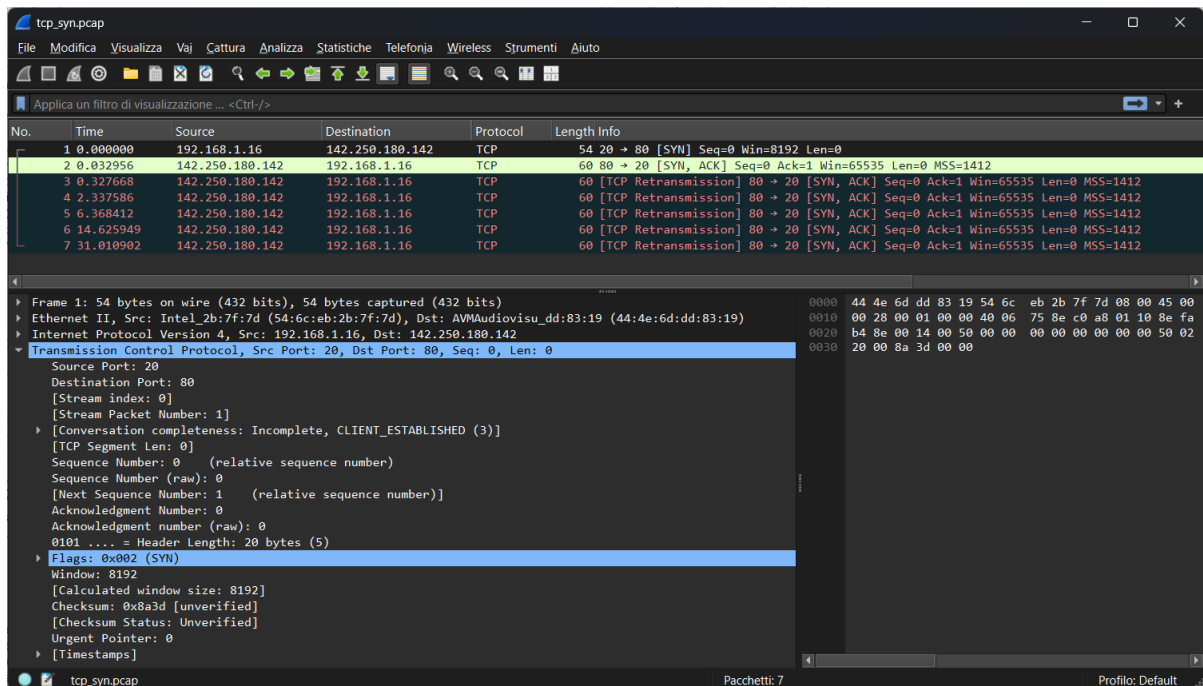 tcp_syn.pcap
File Modifica Visualizza Vai Cattura Analizza Statistiche Telefonia Wireless Strumenti Aiuto
Applica un filtro di visualizzazione ... <Ctrl-/>
No. Time Source Destination Protocol Length Info
1 0.000000 192.168.1.16 142.250.180.142 TCP 54 20 → 80 [SYN] Seq=0 Win=8192 Len=0
2 0.032956 142.250.180.142 192.168.1.16 TCP 60 80 → 20 [SYN, ACK] Seq=0 Ack=1 Win=65535 Len=0 MSS=1412
3 0.327668 142.250.180.142 192.168.1.16 TCP 60 [TCP Retransmission] 80 → 20 [SYN, ACK] Seq=0 Ack=1 Win=65535 Len=0 MSS=1412
4 2.337586 142.250.180.142 192.168.1.16 TCP 60 [TCP Retransmission] 80 → 20 [SYN, ACK] Seq=0 Ack=1 Win=65535 Len=0 MSS=1412
5 6.368412 142.250.180.142 192.168.1.16 TCP 60 [TCP Retransmission] 80 → 20 [SYN, ACK] Seq=0 Ack=1 Win=65535 Len=0 MSS=1412
6 14.625949 142.250.180.142 192.168.1.16 TCP 60 [TCP Retransmission] 80 → 20 [SYN, ACK] Seq=0 Ack=1 Win=65535 Len=0 MSS=1412
7 31.010902 142.250.180.142 192.168.1.16 TCP 60 [TCP Retransmission] 80 → 20 [SYN, ACK] Seq=0 Ack=1 Win=65535 Len=0 MSS=1412
Frame 1: 54 bytes on wire (432 bits), 54 bytes captured (432 bits)
Ethernet II, Src: Intel_2b:7f:7d (54:6c:eb:2b:7f:7d), Dst: AVMAudiovisu_dd:83:19 (44:4e:6d:dd:83:19)
Internet Protocol Version 4, Src: 192.168.1.16, Dst: 142.250.180.142
Transmission Control Protocol, Src Port: 20, Dst Port: 80, Seq: 0, Len: 0
Source Port: 20
Destination Port: 80
[Stream index: 0]
[Stream Packet Number: 1]
[Conversation completeness: Incomplete, CLIENT_ESTABLISHED (3)]
[TCP Segment Len: 0]
Sequence Number: 0 (relative sequence number)
Sequence Number (raw): 0
[Next Sequence Number: 1 (relative sequence number)]
Acknowledgment Number: 0
Acknowledgment number (raw): 0
0101 .... = Header Length: 20 bytes (5)
Flags: 0x002 (SYN)
Window: 8192
[Calculated window size: 8192]
Checksum: 0x8a3d [unverified]
[Checksum Status: Unverified]
Urgent Pointer: 0
[Timestamps]
0000 44 4e 6d dd 83 19 54 6c eb 2b 7f 7d 08 00 45 00
0010 00 28 00 01 00 00 40 06 75 8e c0 a8 01 10 8e fa
0020 b4 8e 00 14 00 50 00 00 00 00 00 00 00 00 50 02
0030 20 00 8a 3d 00 00
tcp_syn.pcap Pacchetti: 7 Profilo: Default